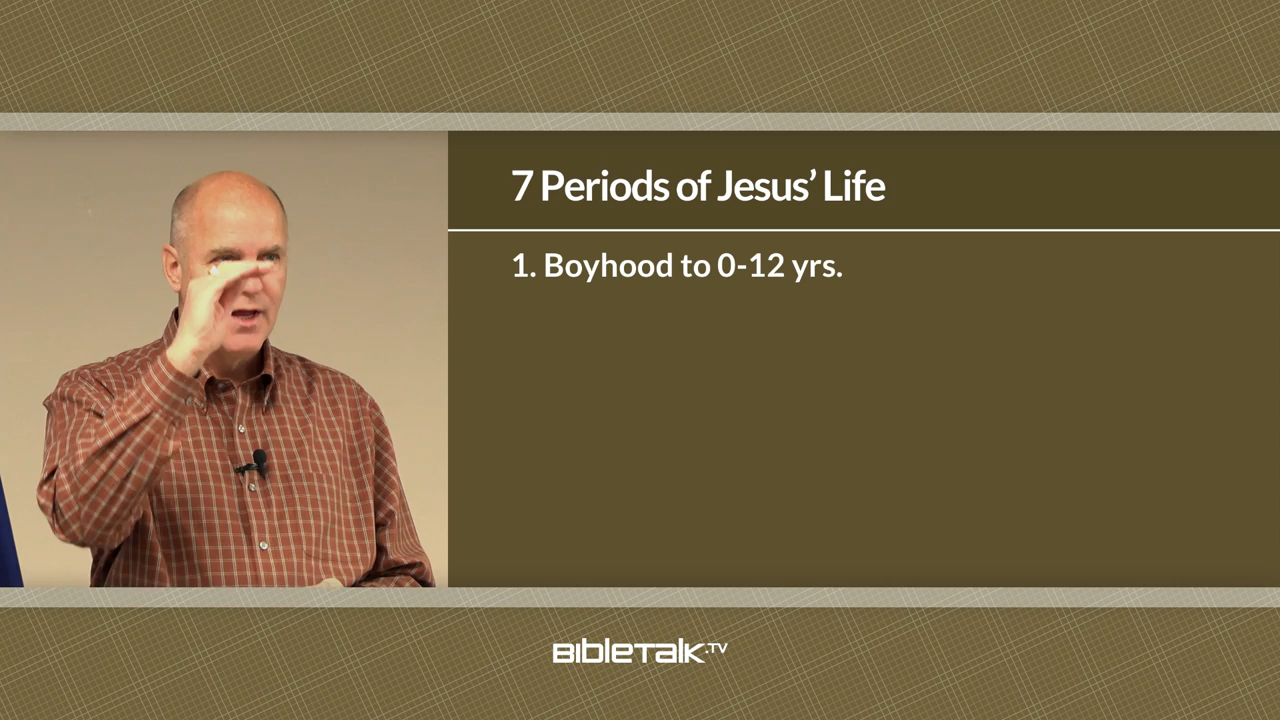 7 Periods of Jesus’ Life
1. Boyhood to 0-12 yrs.
BIBLETALK.TV